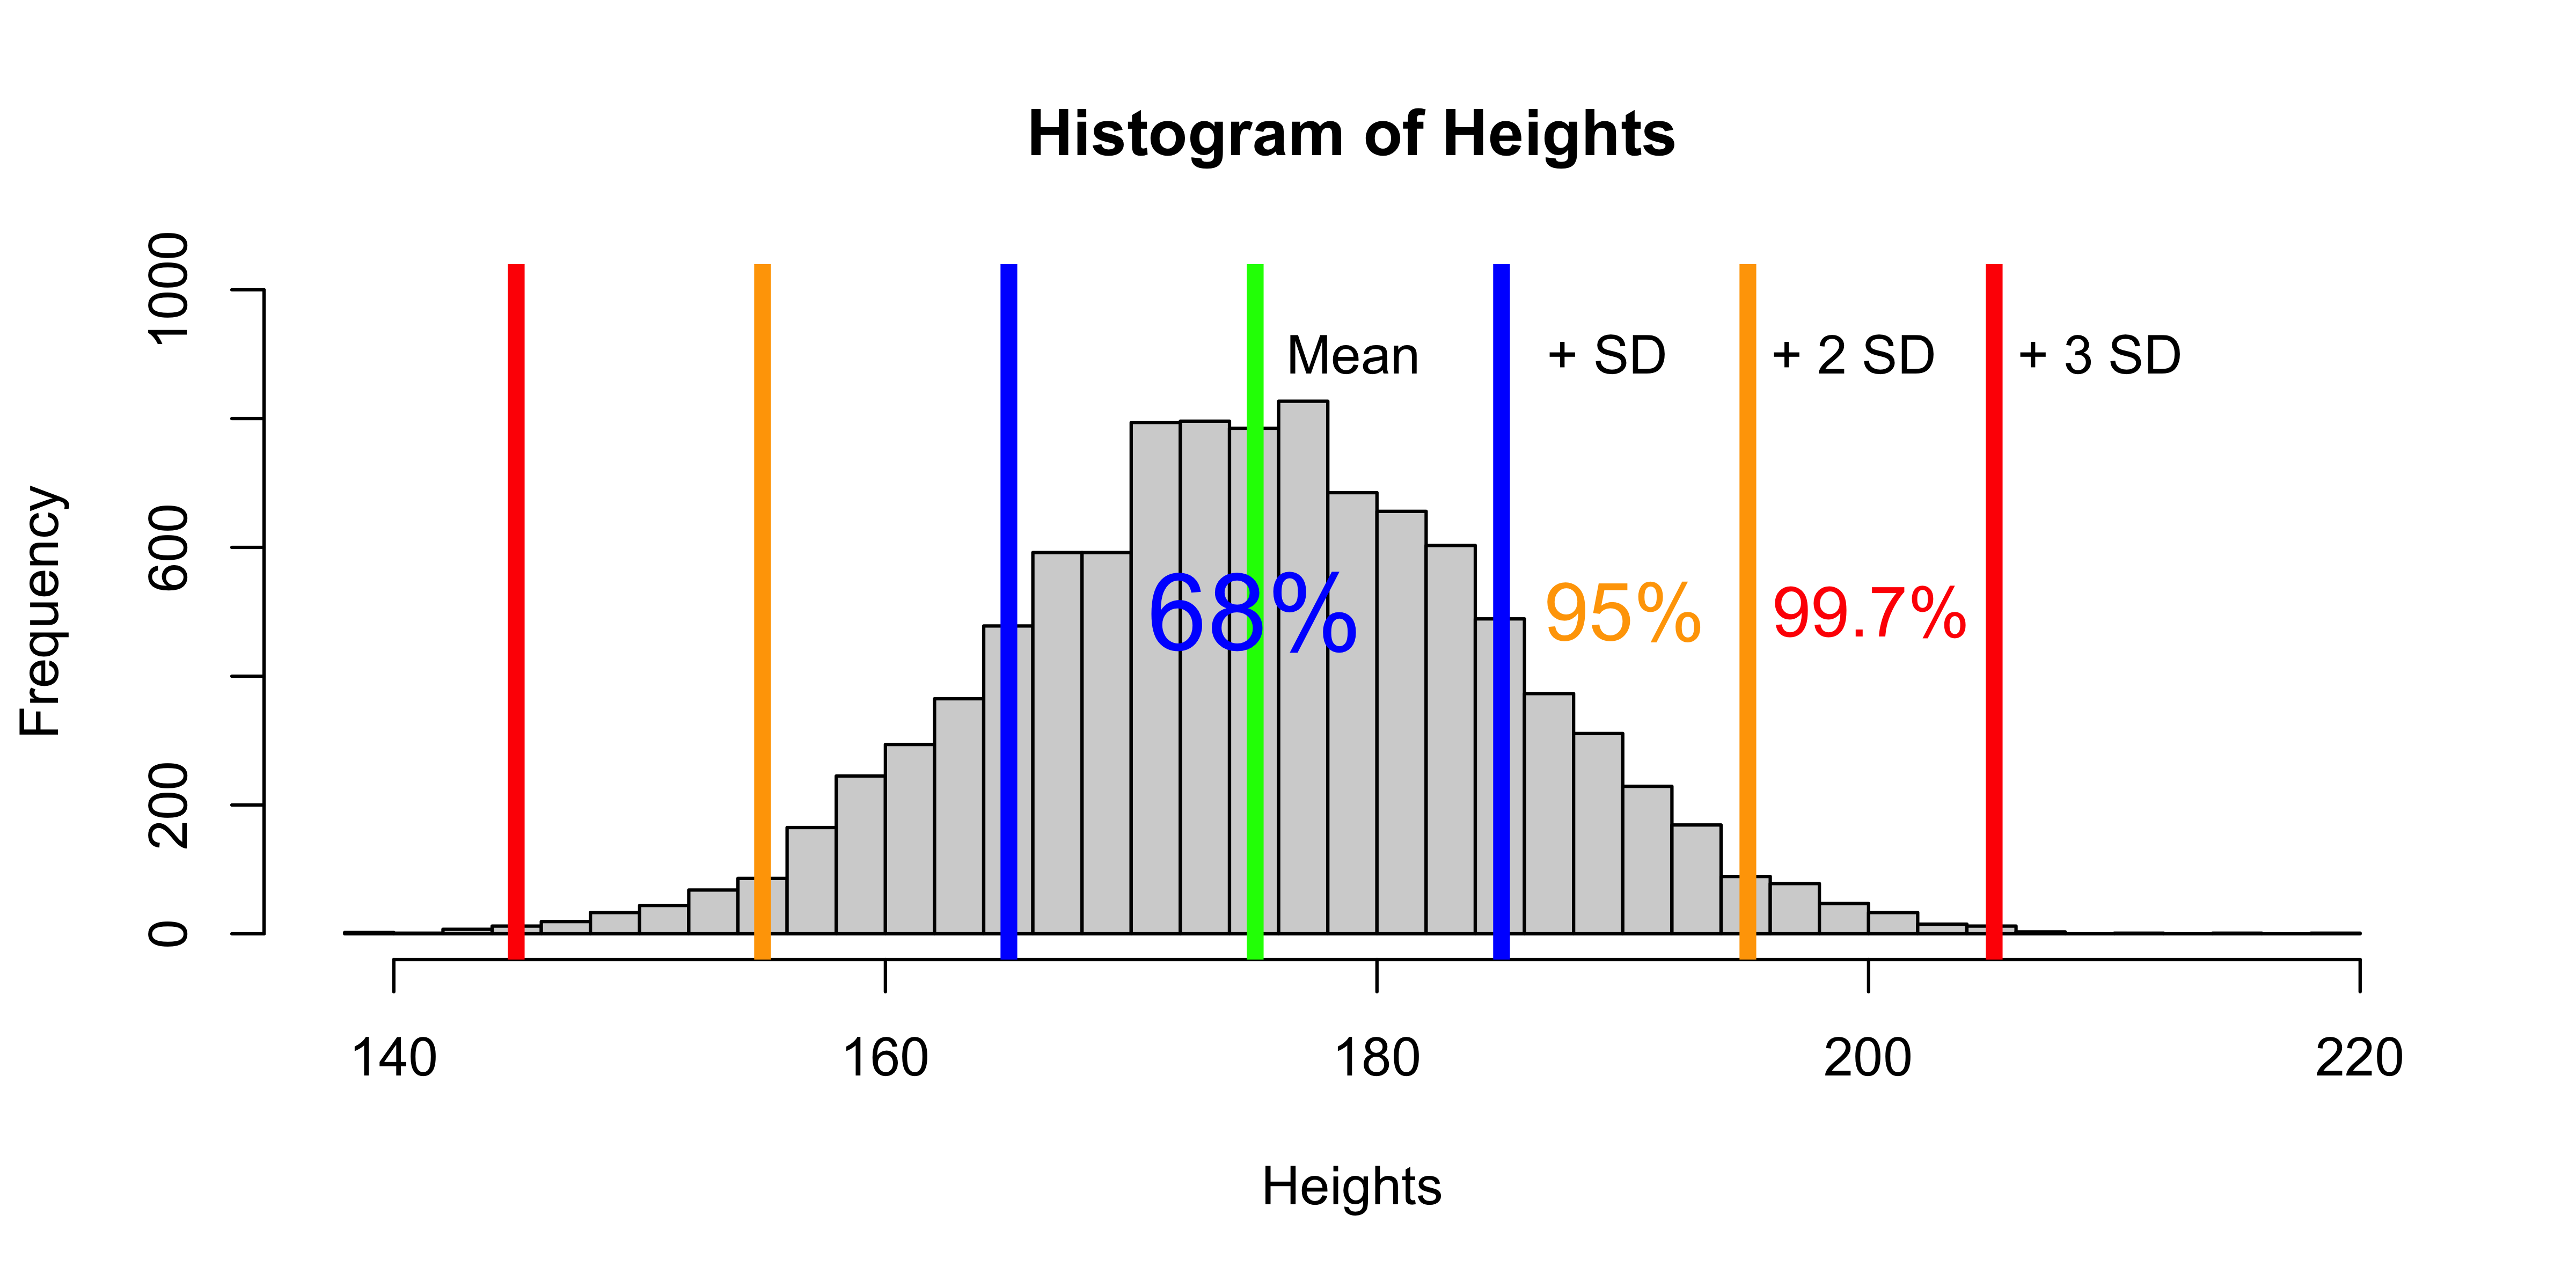 Histogram of Heights
Frequency
1000
600
200
0
Mean
+ SD
+ 2 SD
+ 3 SD
68%
95%
99.7%
140
160
180
200
220
Heights